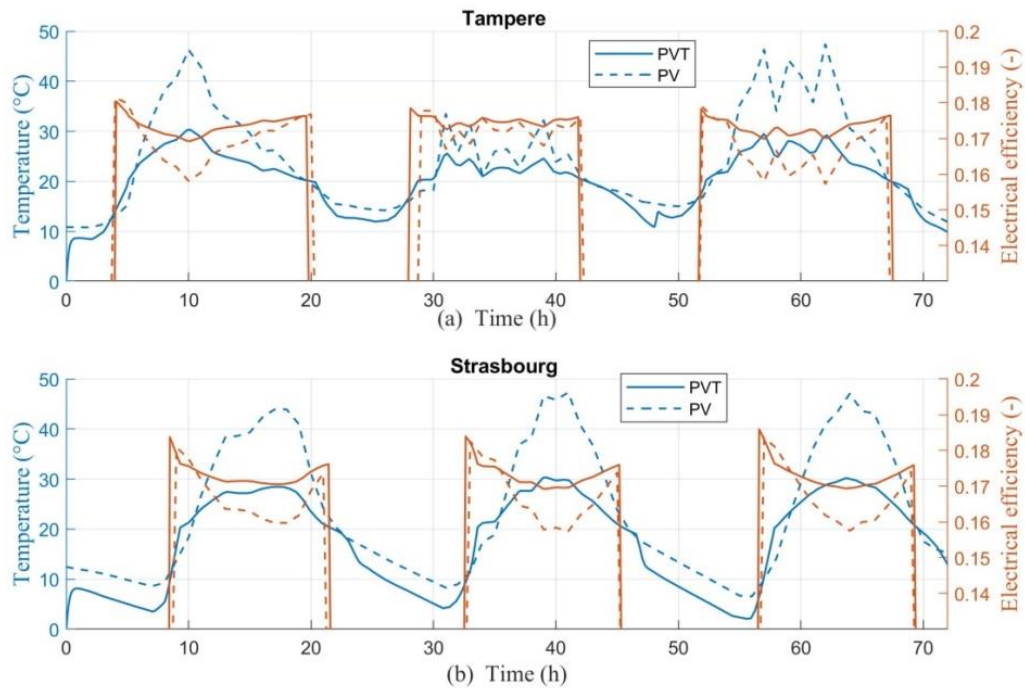 Tampere
50
40
30
20
10
0
Temperature (°C)
PVT
PV
0.2
0.19
0.18
0.17
0.16
0.15
0.14
Electrical efficiency (-)
0 10 20 30 40 50 60 70
(a) Time (h)
Strasbourg
50
40
30
20
10
0
Temperature (°C)
PVT
PV
0.2
0.19
0.18
0.17
0.16
0.15
0.14
Electrical efficiency (-)
0 10 20 30 40 50 60 70
(b) Time (h)